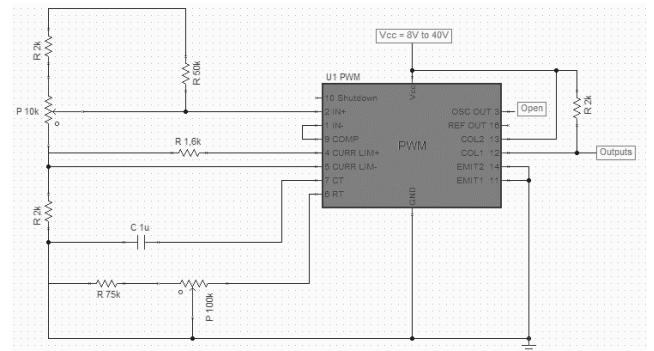 Vcc = 8V to 40V
R 2k
R 50k
P 10k
U1 PWM
Vcc
10 Shutdown
2 IN+
1 IN-
9 COMP
4 CURR LIM+
5 CURR LIM-
7 CT
6 RT
PWM
GND
OSC OUT 3
REF OUT 16
COL2 13
COL1 12
EMIT2 14
EMIT1 11
Open
R 2k
Outputs
R 1,6k
R 2k
C 1u
R 75k
P 100k